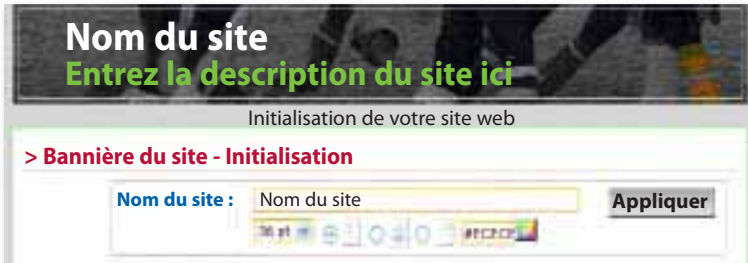 Nom du site
Entrez la description du site ici
Initialisation de votre site web
> Bannière du site - Initialisation
Nom du site : Nom du site Appliquer
36 pt